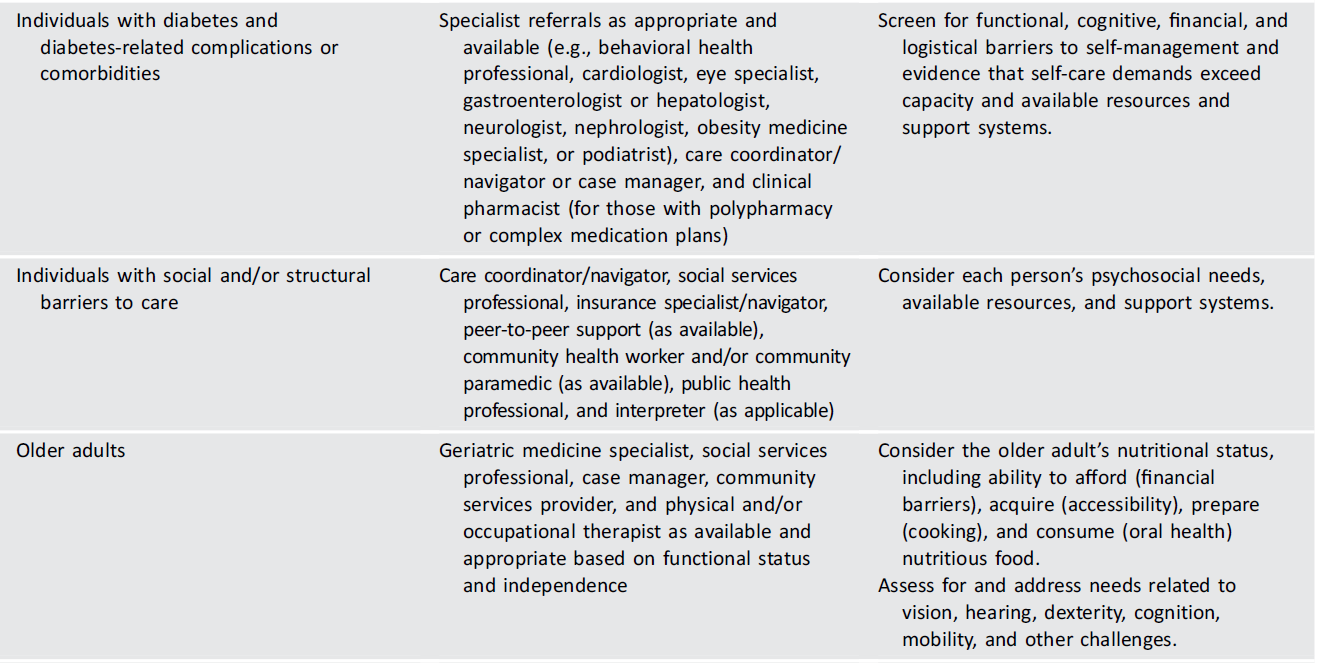 Individuals with diabetes and
diabetes-related complications or
comorbidities
Specialist referrals as appropriate and
available (e.g., behavioral health
professional, cardiologist, eye specialist,
gastroenterologist or hepatologist,
neurologist, nephrologist, obesity medicine
specialist, or podiatrist), care coordinator/
navigator or case manager, and clinical
pharmacist (for those with polypharmacy
or complex medication plans)
Screen for functional, cognitive, financial, and
logistical barriers to self-management and
evidence that self-care demands exceed
capacity and available resources and
support systems.
Individuals with social and/or structural
barriers to care
Care coordinator/navigator, social services
professional, insurance specialist/navigator,
peer-to-peer support (as available),
community health worker and/or community
paramedic (as available), public health
professional, and interpreter (as applicable)
Consider each person's psychosocial needs,
available resources, and support systems.
Older adults
Geriatric medicine specialist, social services
professional, case manager, community
services provider, and physical and/or
occupational therapist as available and
appropriate based on functional status
and independence
Consider the older adult's nutritional status,
including ability to afford (financial
barriers), acquire (accessibility), prepare
(cooking), and consume (oral health)
nutritious food.
Assess for and address needs related to
vision, hearing, dexterity, cognition,
mobility, and other challenges.